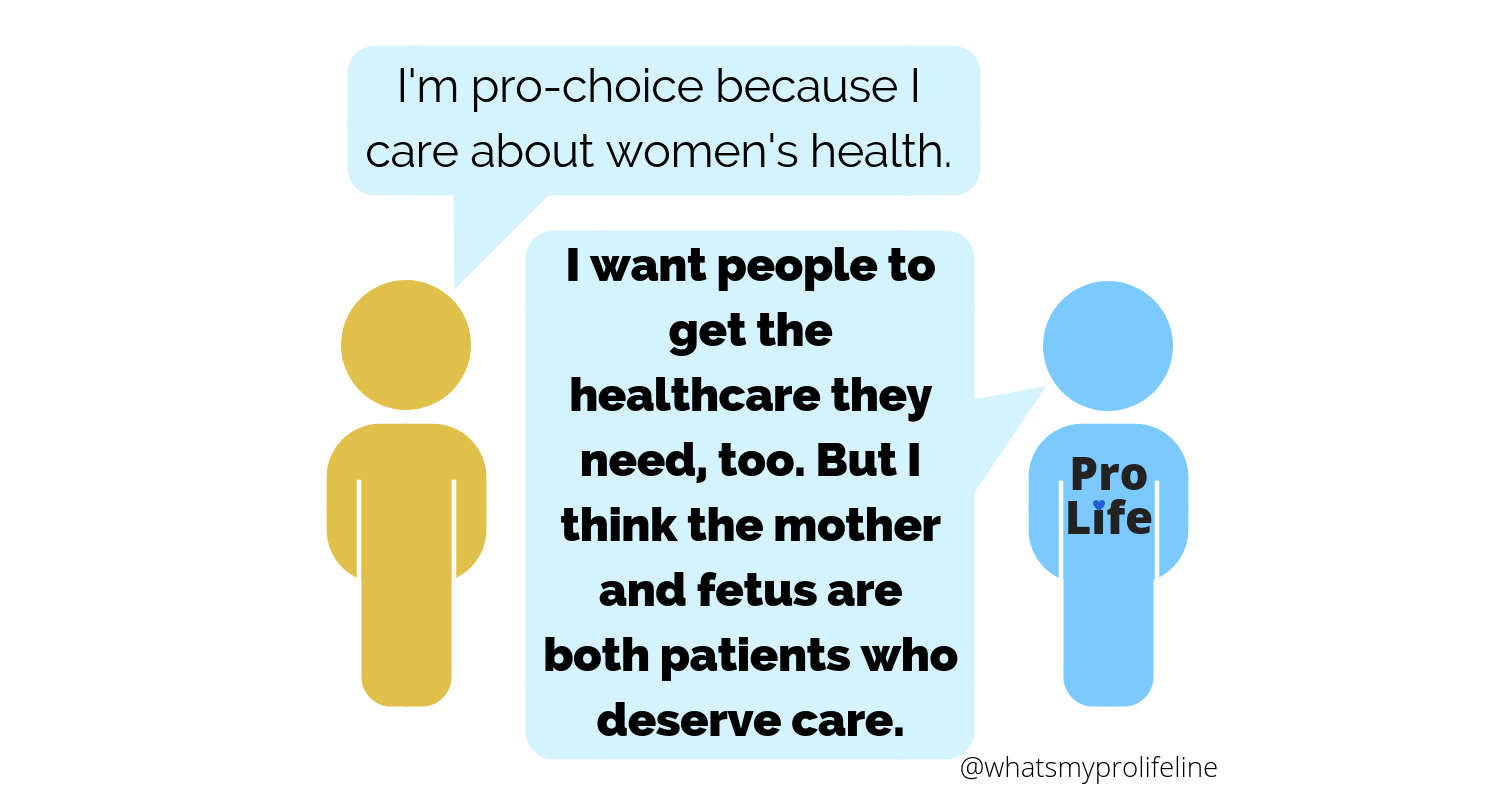 I'm pro-choice because I
care about women's health.
I want people to
get the
healthcare they
need, too. But I
think the mother
and fetus are
both patients who
deserve care.
Pro
Life
@whatsmyprolifeline